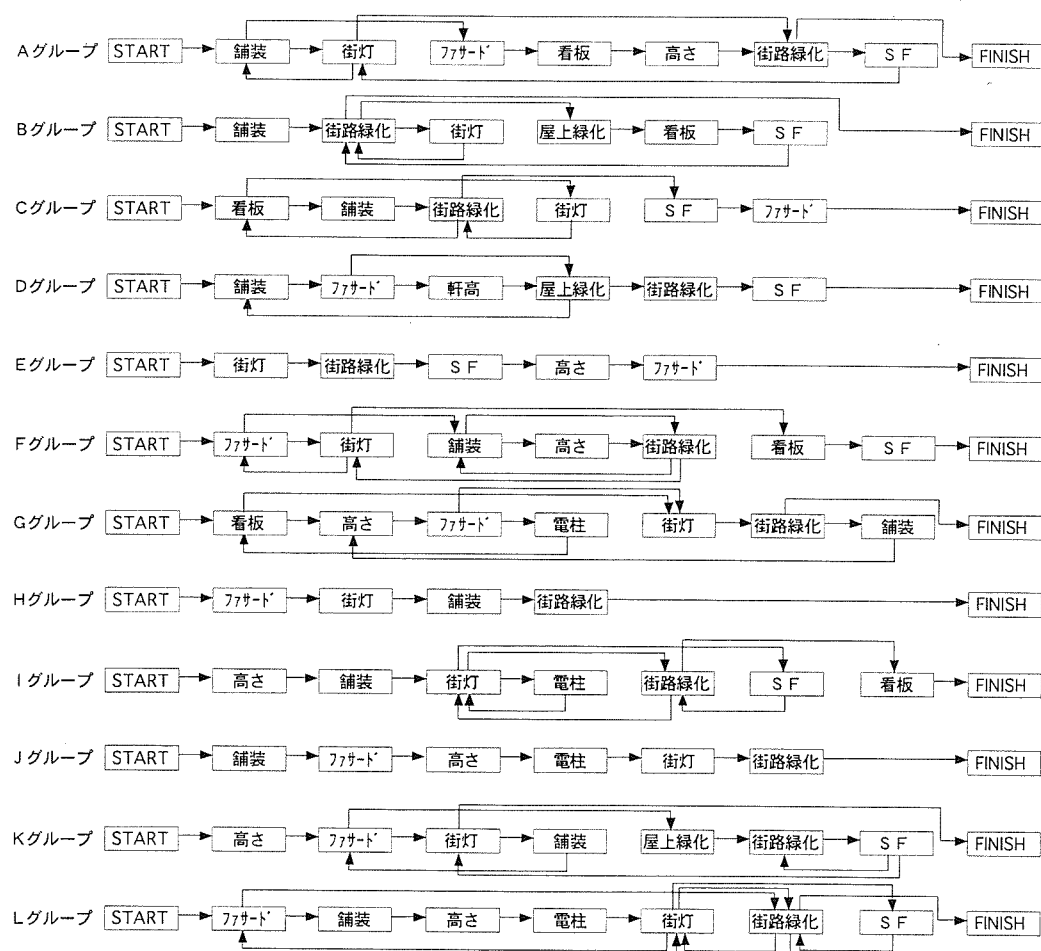 Aグループ START 舗装 街灯 ﾌｧｻｰﾄﾞ 看板 高さ 街路緑化 SF FINISH
Bグループ START 舗装 街路緑化 街灯 屋上緑化 看板 SF FINISH
Cグループ START 看板 舗装 街路緑化 街灯 SF ﾌｧｻｰﾄﾞ FINISH
Dグループ START 舗装 ﾌｧｻｰﾄﾞ 軒高 屋上緑化 街路緑化 SF FINISH
Eグループ START 街灯 街路緑化 SF 高さ ﾌｧｻｰﾄﾞ FINISH
Fグループ START ﾌｧｻｰﾄﾞ 街灯 舗装 高さ 街路緑化 看板 SF FINISH
Gグループ START 看板 高さ ﾌｧｻｰﾄﾞ 電柱 街灯 街路緑化 舗装 FINISH
Hグループ START ﾌｧｻｰﾄﾞ 街灯 舗装 街路緑化 FINISH
Iグループ START 高さ 舗装 街灯 電柱 街路緑化 SF 看板 FINISH
Jグループ START 舗装 ﾌｧｻｰﾄﾞ 高さ 電柱 街灯 街路緑化 FINISH
Kグループ START 高さ ﾌｧｻｰﾄﾞ 街灯 舗装 屋上緑化 街路緑化 SF FINISH
Lグループ START ﾌｧｻｰﾄﾞ 舗装 高さ 電柱 街灯 街路緑化 SF FINISH